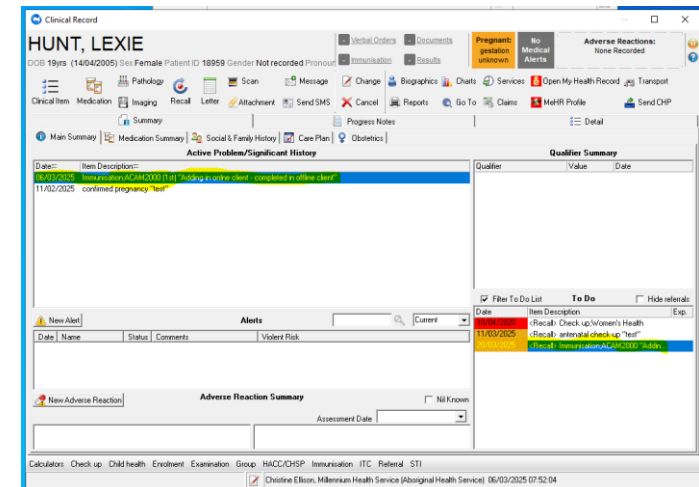 Clinical Record
HUNT, LEXIE
DOB 19yrs (14/04/2005) Sex Female Patient ID 18959 Gender Not recorded Pronoun
Verbal Orders Documents
Immunisation Results
Pregnant: gestation unknown
No Medical Alerts
Adverse Reactions:
None Recorded
Clinical Item Medication Pathology Imaging Recall Letter Scan Attachment Message Send SMS Change Cancel Biographics Reports Charts Go To Services Claims Open My Health Record MeHR Profile Transport Send CHP
Summary Progress Notes Detail
Main Summary Medication Summary Social & Family History Care Plan Obstetrics
Active Problem/Significant History
Date Item Description
06/03/2025 Immunisation;ACAM2000 (1st) "Adding in online client - completed in offline client"
11/02/2025 confirmed pregnancy "test"
Qualifier Summary
Qualifier Value Date
Filter To Do List To Do Hide referrals
Date Item Description Exp.
10/04/2020 <Recall> Check up;Women's Health
11/03/2025 <Recall> antenatal check-up "test"
20/03/2025 <Recall> Immunisation;ACAM2000 "Addin...
New Alert Alerts Current
Date Name Status Comments Violent Risk
New Adverse Reaction Adverse Reaction Summary Nil Known
Assessment Date
Calculators Check up Child health Enrolment Examination Group HACC/CHSP Immunisation ITC Referral STI
Christine Ellison, Millennium Health Service (Aboriginal Health Service) 06/03/2025 07:52:04